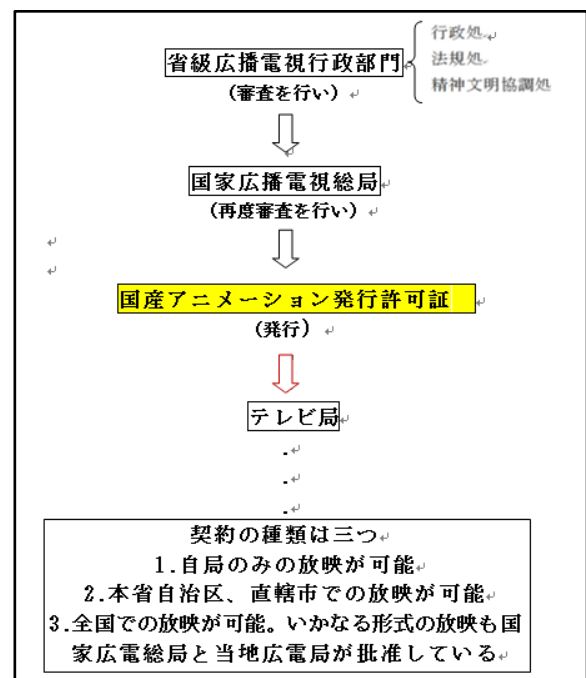 省級広播電視行政部門
行政処
法規処
精神文明協調処
(審査を行い)
国家広播電視総局
(再度審査を行い)
国産アニメーション発行許可証
(発行)
テレビ局
.
.
.
契約の種類は三つ
1.自局のみの放映が可能
2.本省自治区、直轄市での放映が可能
3.全国での放映が可能。いかなる形式の放映も国
家広電総局と当地広電局が批准している